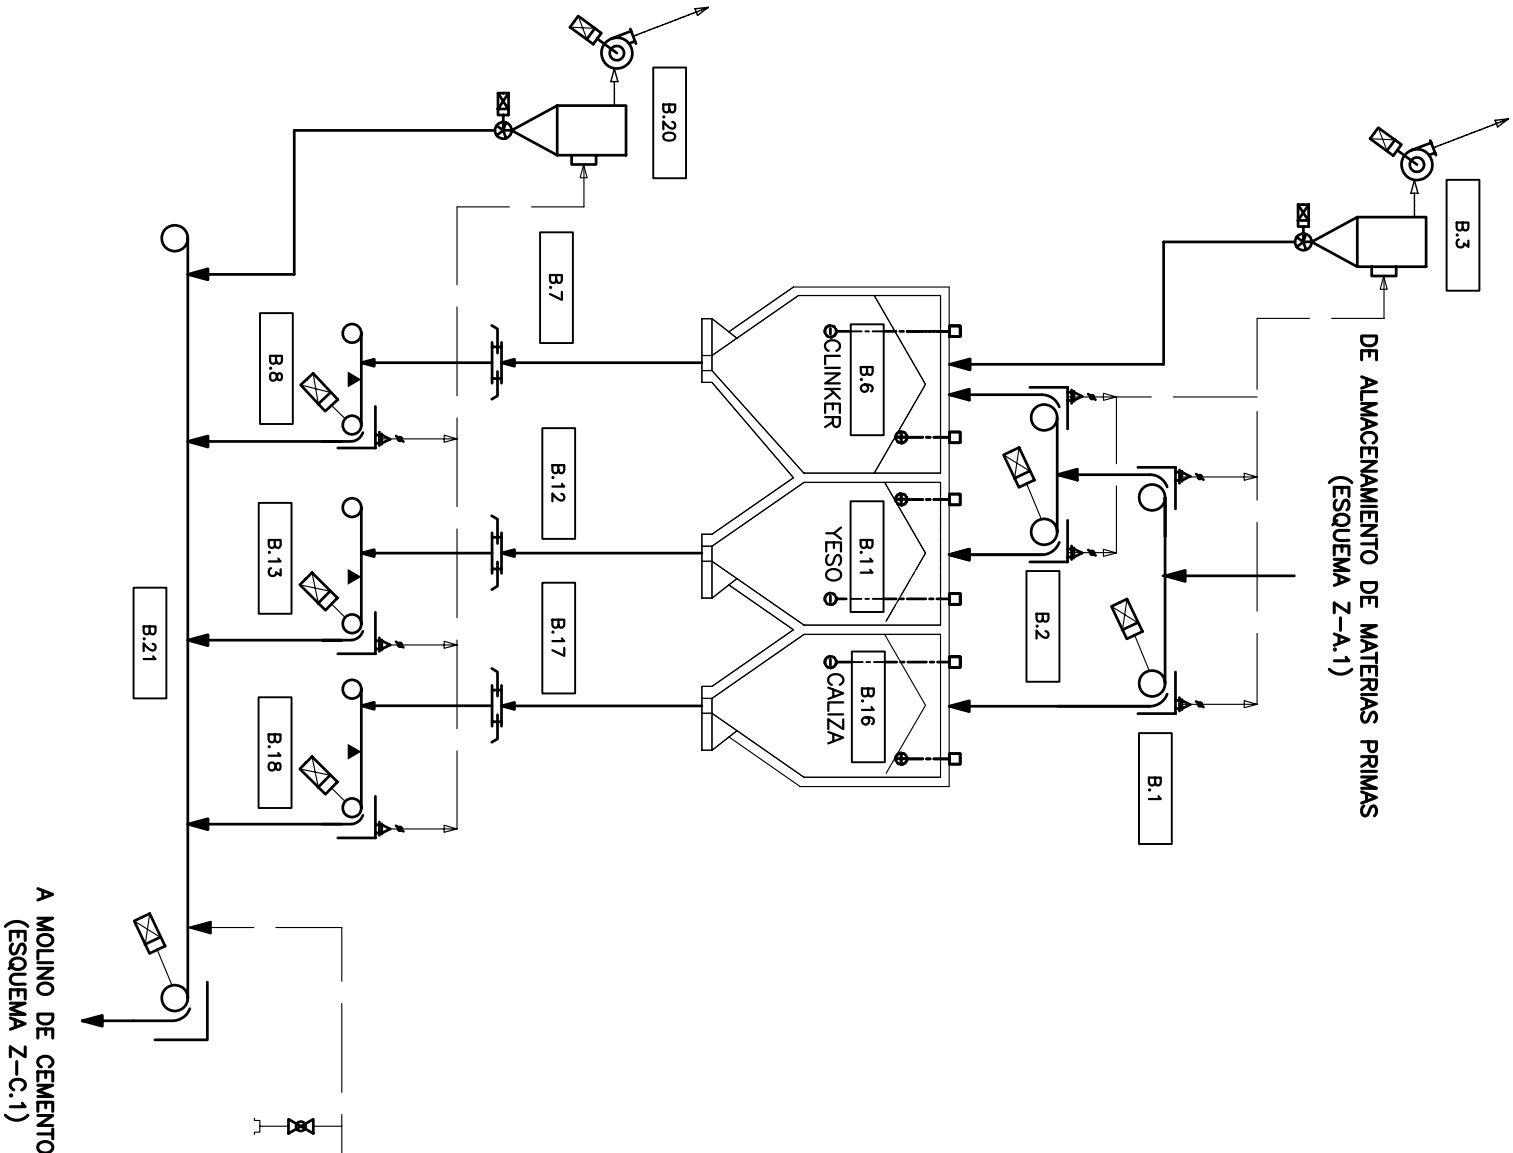 DE ALMACENAMIENTO DE MATERIAS PRIMAS
(ESQUEMA Z-A.1)
B.3
B.1
B.2
B.6
CLINKER
B.11
YESO
B.16
CALIZA
B.20
B.7
B.12
B.17
B.8
B.13
B.18
B.21
A MOLINO DE CEMENTO
(ESQUEMA Z-C.1)